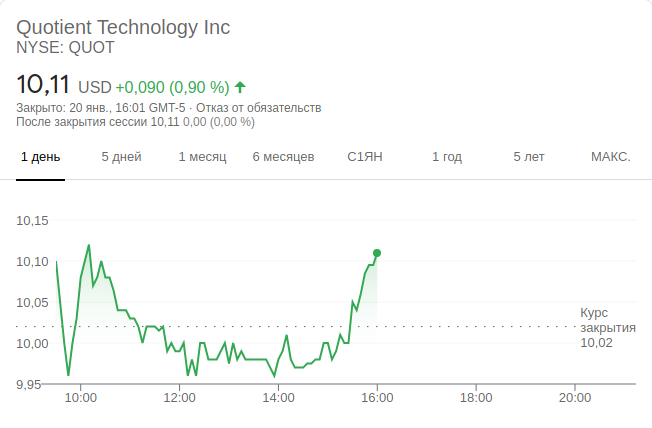 Quotient Technology Inc
NYSE: QUOT
10,11 USD +0,090 (0,90 %)
Закрыто: 20 янв., 16:01 GMT-5 · Отказ от обязательств
После закрытия сессии 10,11 0,00 (0,00 %)
1 день 5 дней 1 месяц 6 месяцев С1ЯН 1 год 5 лет МАКС.
10,15
10,10
10,05
10,00
9,95
Курс
закрытия
10,02
10:00 12:00 14:00 16:00 18:00 20:00